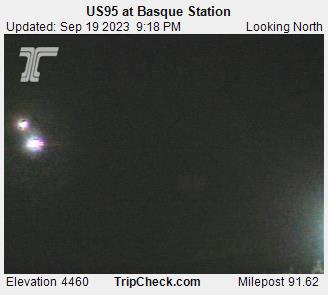 US95 at Basque Station
Updated: Sep 19 2023 9:18 PM Looking North
Elevation 4460 TripCheck.com Milepost 91.62